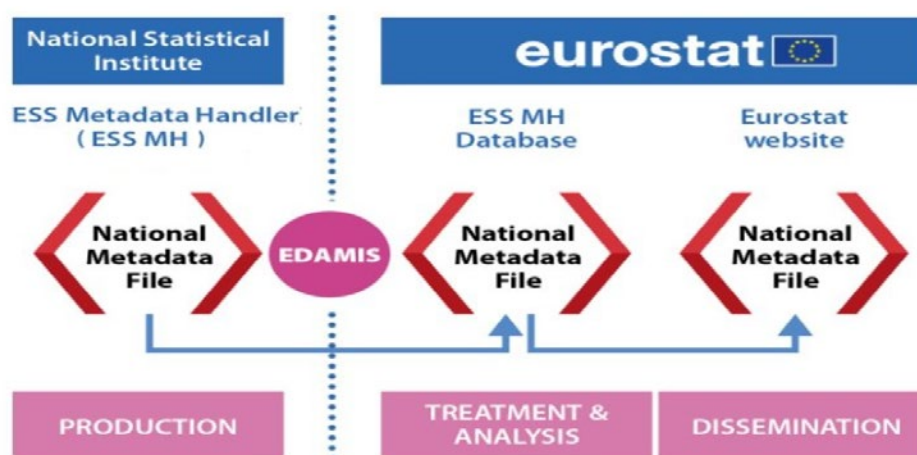 National Statistical
Institute
eurostat
ESS Metadata Handler
( ESS MH )
ESS MH
Database
Eurostat
website
National
Metadata
File
EDAMIS
National
Metadata
File
National
Metadata
File
PRODUCTION
TREATMENT &
ANALYSIS
DISSEMINATION